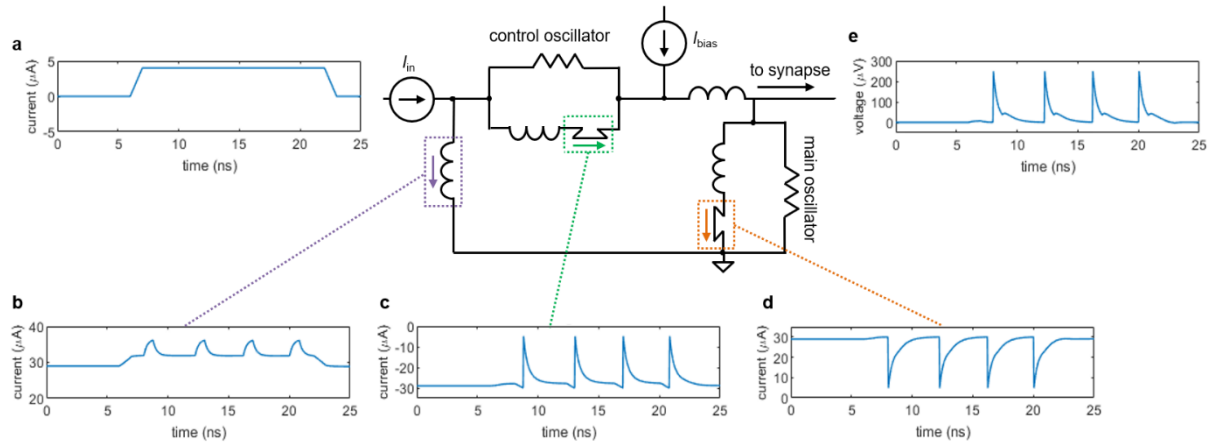 a
current (μA)
5
0
-5
0 5 10 15 20 25
time (ns)
control oscillator
I_in
I_bias
to synapse
main oscillator
e
voltage (μV)
300
200
100
0
0 5 10 15 20 25
time (ns)
b
current (μA)
40
30
20
0 5 10 15 20 25
time (ns)
c
current (μA)
0
-10
-20
-30
0 5 10 15 20 25
time (ns)
d
current (μA)
30
20
10
0
0 5 10 15 20 25
time (ns)